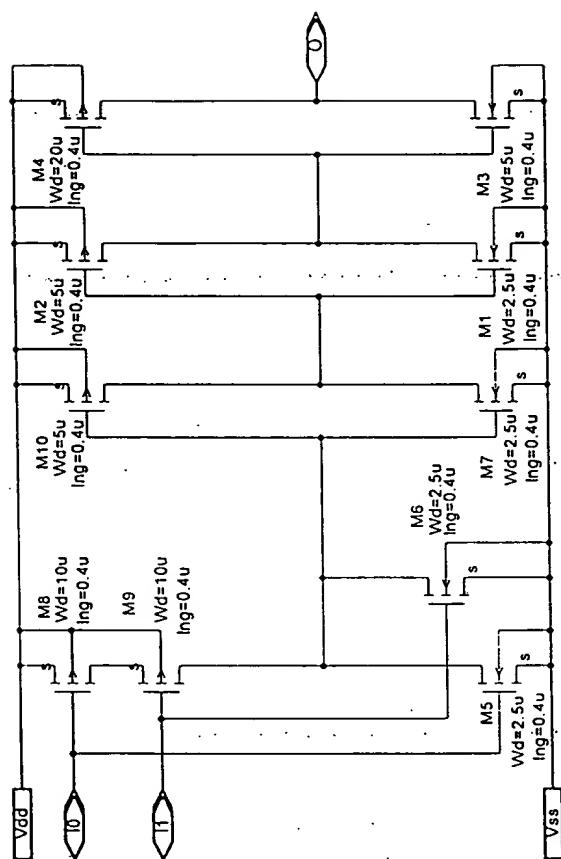 Vdd
I0
I1
Vss
M8
Wd=10u
lng=0.4u
M9
Wd=10u
lng=0.4u
M5
Wd=2.5u
lng=0.4u
M6
Wd=2.5u
lng=0.4u
M10
Wd=5u
lng=0.4u
M7
Wd=2.5u
lng=0.4u
M2
Wd=5u
lng=0.4u
M1
Wd=2.5u
lng=0.4u
M4
Wd=20u
lng=0.4u
M3
Wd=5u
lng=0.4u
O
s
s
s
s
s
s
s
s
s
s